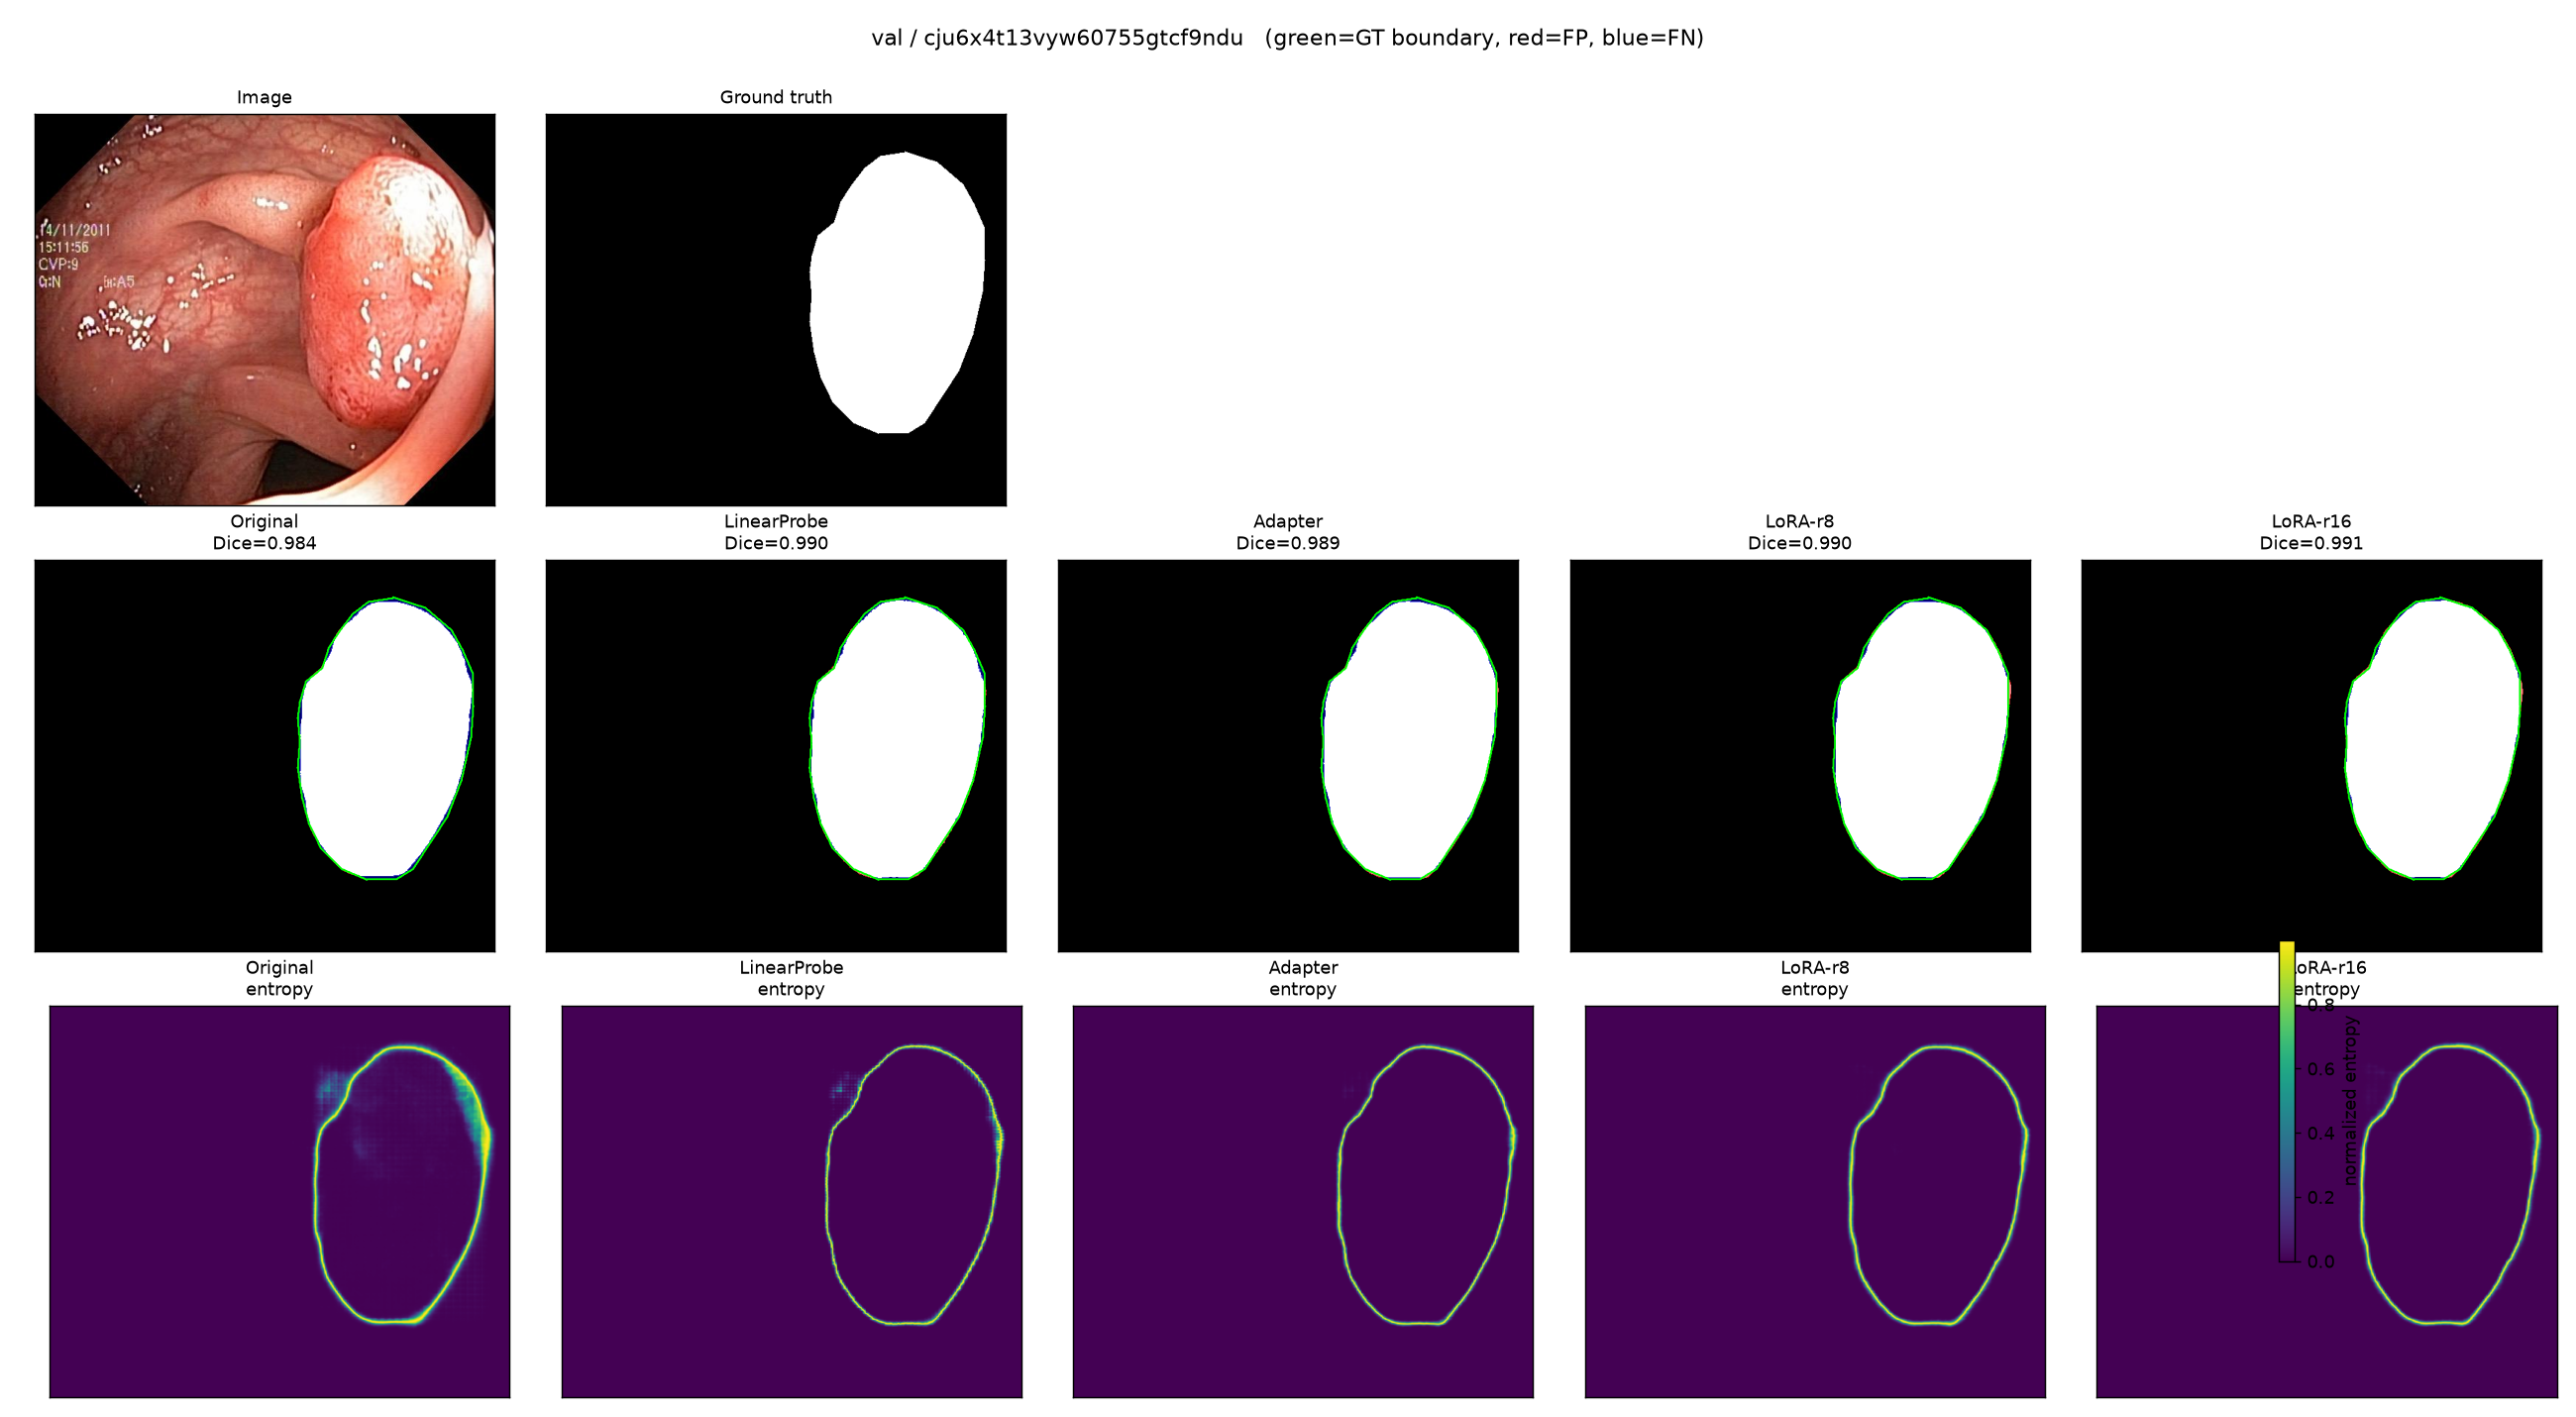 val / cju6x4t13vyw60755gtcf9ndu   (green=GT boundary, red=FP, blue=FN)
Image
Ground truth
14/11/2011
15:11:56
CVP:9
G:N
A5
Original
Dice=0.984
LinearProbe
Dice=0.990
Adapter
Dice=0.989
LoRA-r8
Dice=0.990
LoRA-r16
Dice=0.991
Original
entropy
LinearProbe
entropy
Adapter
entropy
LoRA-r8
entropy
LoRA-r16
entropy
0.8
0.6
0.4
0.2
0.0
normalized entropy